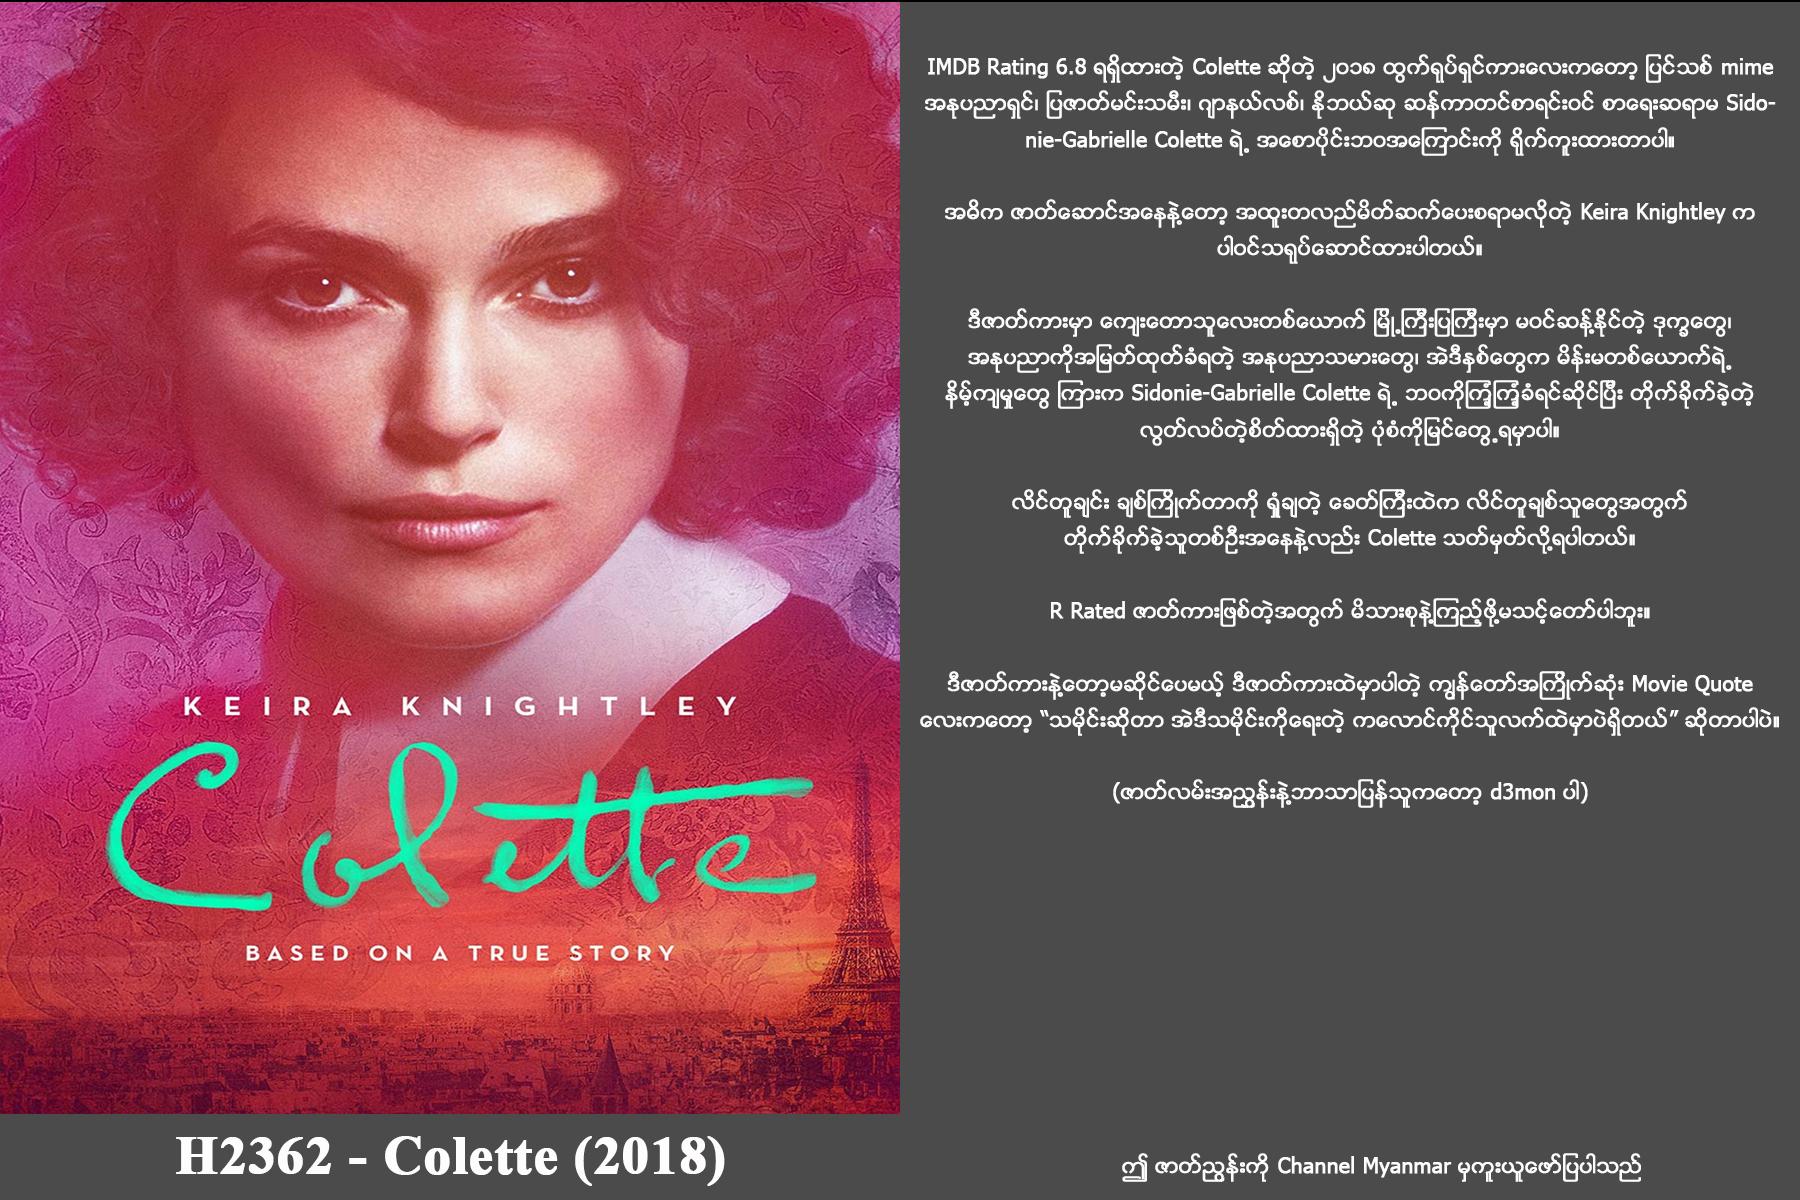 KEIRA KNIGHTLEY
Colette
BASED ON A TRUE STORY
H2362 - Colette (2018)
IMDB Rating 6.8 ရရှိထားတဲ့ Colette ဆိုတဲ့ ၂၀၁၈ ထွက်ရုပ်ရှင်ကားလေးကတော့ ပြင်သစ် mime
အနုပညာရှင်၊ ပြဇာတ်မင်းသမီး၊ ဂျာနယ်လစ်၊ နိုဘယ်ဆု ဆန်ကာတင်စာရင်းဝင် စာရေးဆရာမ Sido-
nie-Gabrielle Colette ရဲ့ အစောပိုင်းဘဝအကြောင်းကို ရိုက်ကူးထားတာပါ။
အဓိက ဇာတ်ဆောင်အနေနဲ့တော့ အထူးတလည်မိတ်ဆက်ပေးစရာမလိုတဲ့ Keira Knightley က
ပါဝင်သရုပ်ဆောင်ထားပါတယ်။
ဒီဇာတ်ကားမှာ ကျေးတောသူလေးတစ်ယောက် မြို့ကြီးပြကြီးမှာ မဝင်ဆန့်နိုင်တဲ့ ဒုက္ခတွေ၊
အနုပညာကိုအမြတ်ထုတ်ခံရတဲ့ အနုပညာသမားတွေ၊ အဲဒီနှစ်တွေက မိန်းမတစ်ယောက်ရဲ့
နိမ့်ကျမှုတွေ ကြားက Sidonie-Gabrielle Colette ရဲ့ ဘဝကိုကြံ့ကြံ့ခံရင်ဆိုင်ပြီး တိုက်ခိုက်ခဲ့တဲ့
လွတ်လပ်တဲ့စိတ်ထားရှိတဲ့ ပုံစံကိုမြင်တွေ့ရမှာပါ။
လိင်တူချင်း ချစ်ကြိုက်တာကို ရှုံ့ချတဲ့ ခေတ်ကြီးထဲက လိင်တူချစ်သူတွေအတွက်
တိုက်ခိုက်ခဲ့သူတစ်ဦးအနေနဲ့လည်း Colette သတ်မှတ်လို့ရပါတယ်။
R Rated ဇာတ်ကားဖြစ်တဲ့အတွက် မိသားစုနဲ့ကြည့်ဖို့မသင့်တော်ပါဘူး။
ဒီဇာတ်ကားနဲ့တော့မဆိုင်ပေမယ့် ဒီဇာတ်ကားထဲမှာပါတဲ့ ကျွန်တော်အကြိုက်ဆုံး Movie Quote
လေးကတော့ “သမိုင်းဆိုတာ အဲဒီသမိုင်းကိုရေးတဲ့ ကလောင်ကိုင်သူလက်ထဲမှာပဲရှိတယ်” ဆိုတာပါပဲ။
(ဇာတ်လမ်းအညွှန်းနဲ့ဘာသာပြန်သူကတော့ d3mon ပါ)
ဤ ဇာတ်ညွှန်းကို Channel Myanmar မှကူးယူဖော်ပြပါသည်